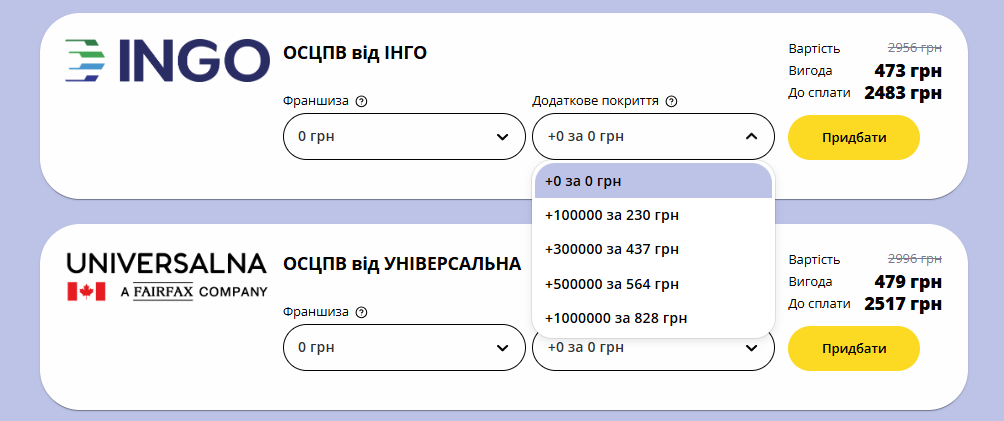 INGO
ОСЦПВ від ІНГО
Вартість 2956 грн
Вигода 473 грн
До сплати 2483 грн
Франшиза ?
Додаткове покриття ?
0 грн
+0 за 0 грн
Придбати
+0 за 0 грн
+100000 за 230 грн
+300000 за 437 грн
+500000 за 564 грн
+1000000 за 828 грн
UNIVERSALNA
A FAIRFAX COMPANY
ОСЦПВ від УНІВЕРСАЛЬНА
Вартість 2996 грн
Вигода 479 грн
До сплати 2517 грн
Франшиза ?
0 грн
+0 за 0 грн
Придбати